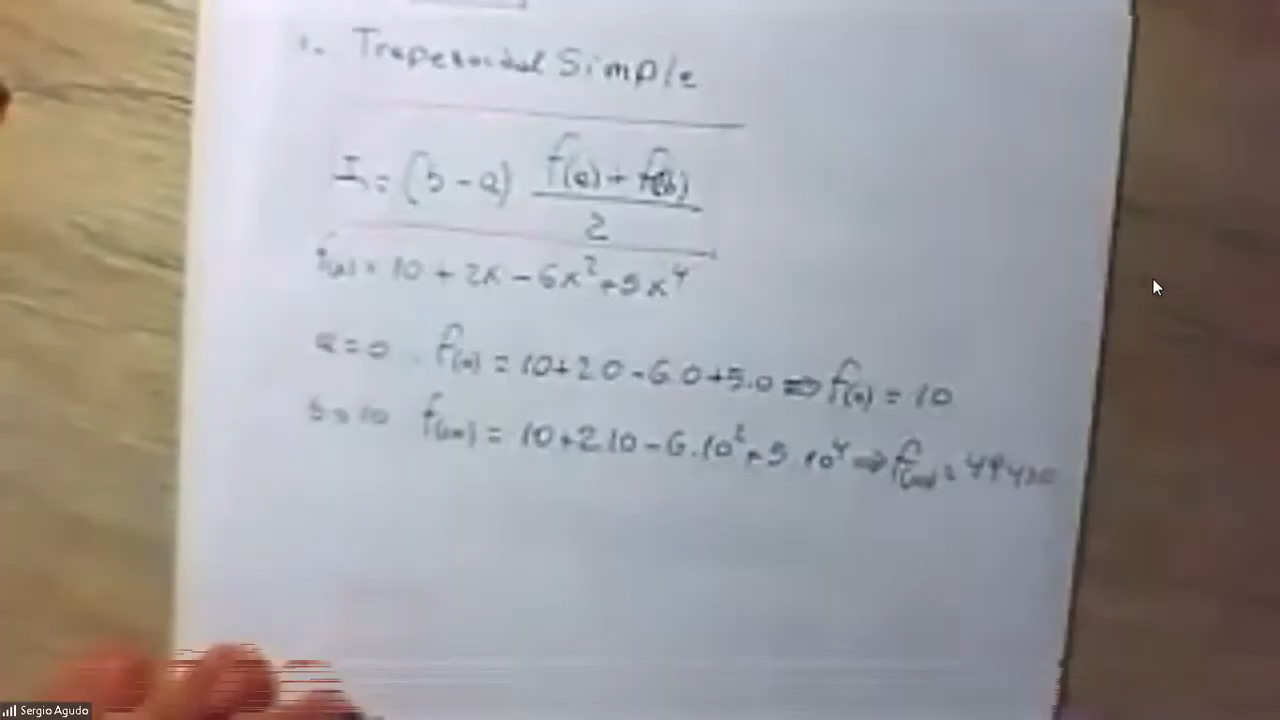 1. Trapezoidal Simple
I₁ = (b - a) f(a) + f(b) / 2
f(x) = 10 + 2x - 6x² + 5x⁴
a = 0 f(0) = 10 + 2.0 - 6.0 + 5.0 ⇒ f(0) = 10
b = 10 f(10) = 10 + 2.10 - 6.10² + 5.10⁴ ⇒ f(10) = 49430
Sergio Agudo